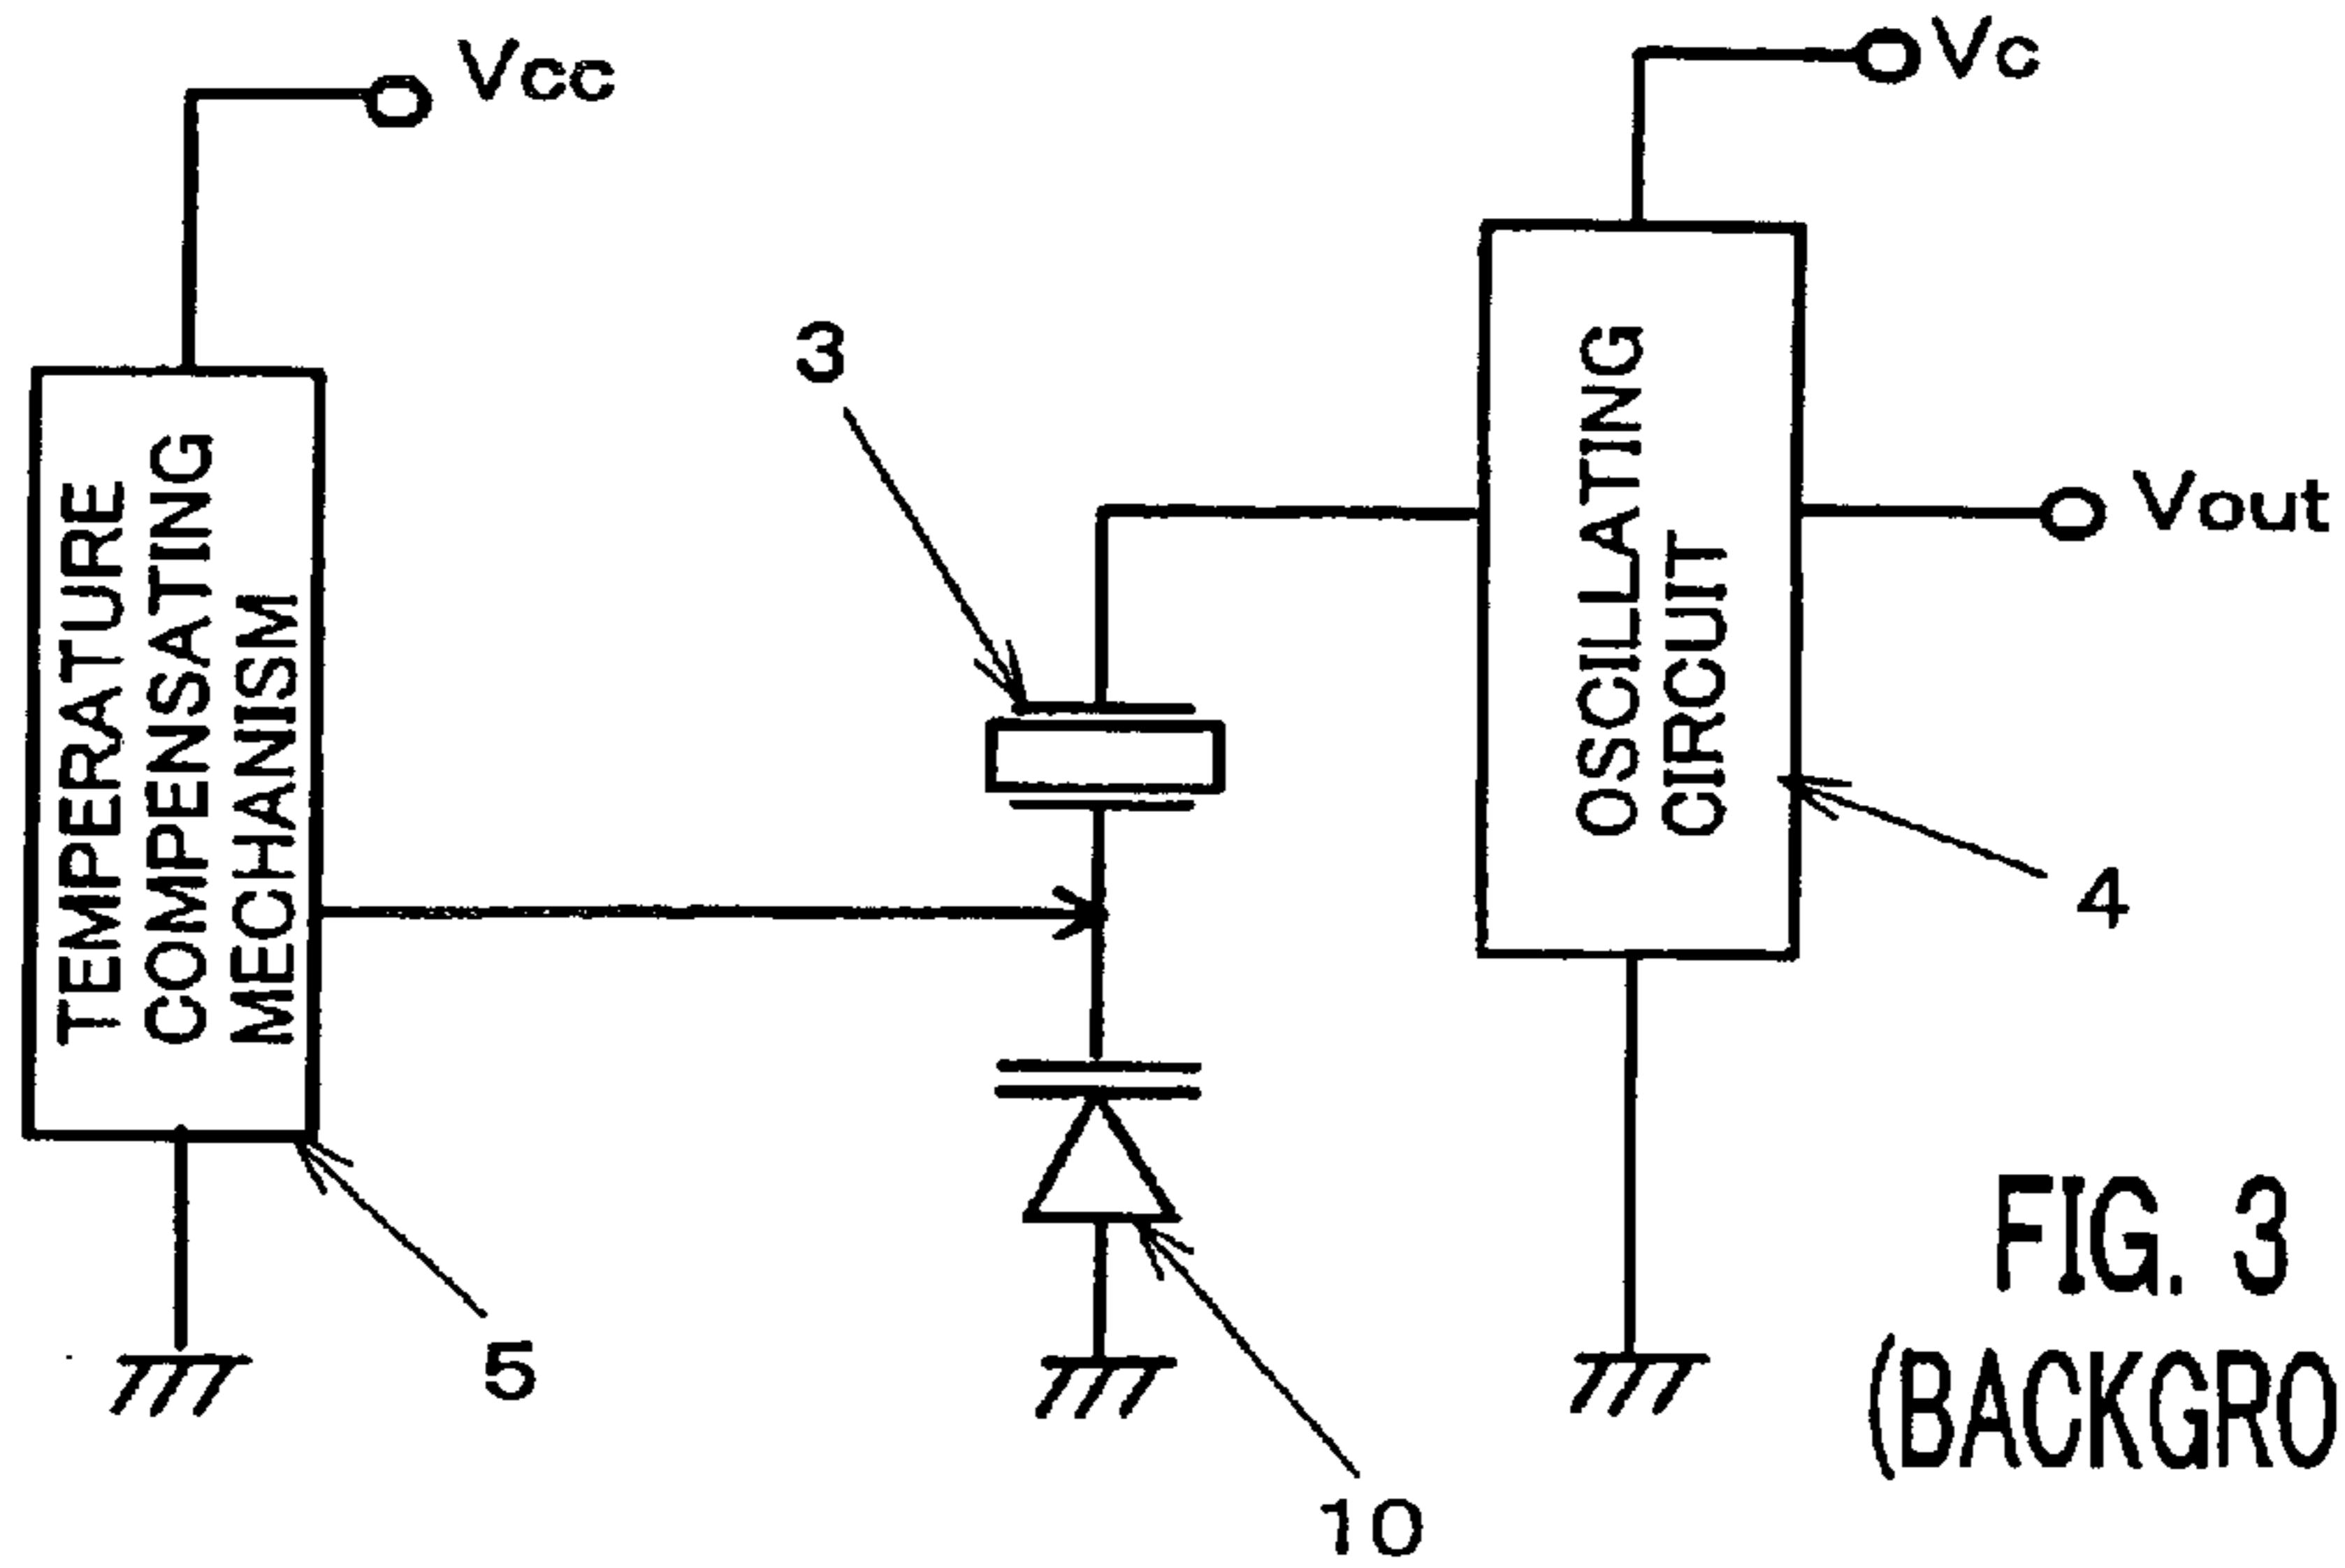 Vcc
Vc
3
TEMPERATURE
COMPENSATING
MECHANISM
OSCILLATING
CIRCUIT
Vout
4
5
10
FIG. 3
(BACKGRO